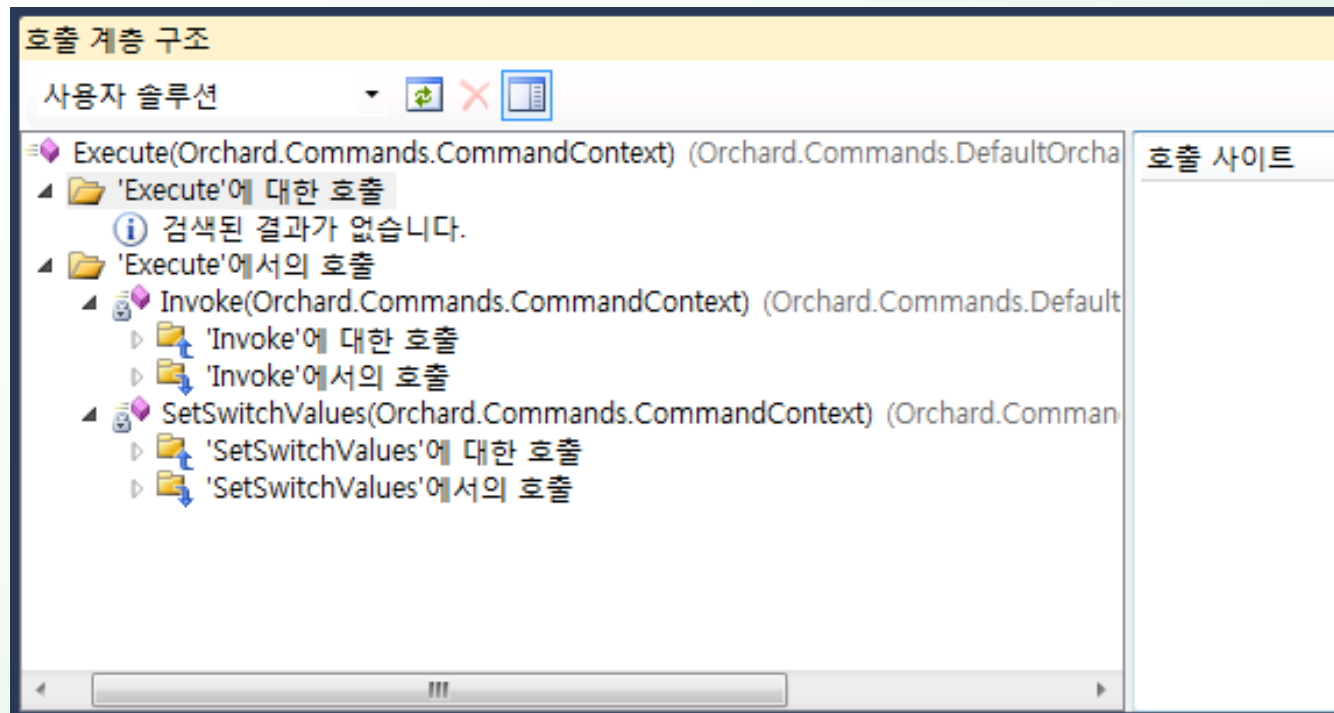 호출 계층 구조
사용자 솔루션
Execute(Orchard.Commands.CommandContext) (Orchard.Commands.DefaultOrcha
'Execute'에 대한 호출
검색된 결과가 없습니다.
'Execute'에서의 호출
Invoke(Orchard.Commands.CommandContext) (Orchard.Commands.Default
'Invoke'에 대한 호출
'Invoke'에서의 호출
SetSwitchValues(Orchard.Commands.CommandContext) (Orchard.Comman
'SetSwitchValues'에 대한 호출
'SetSwitchValues'에서의 호출
호출 사이트